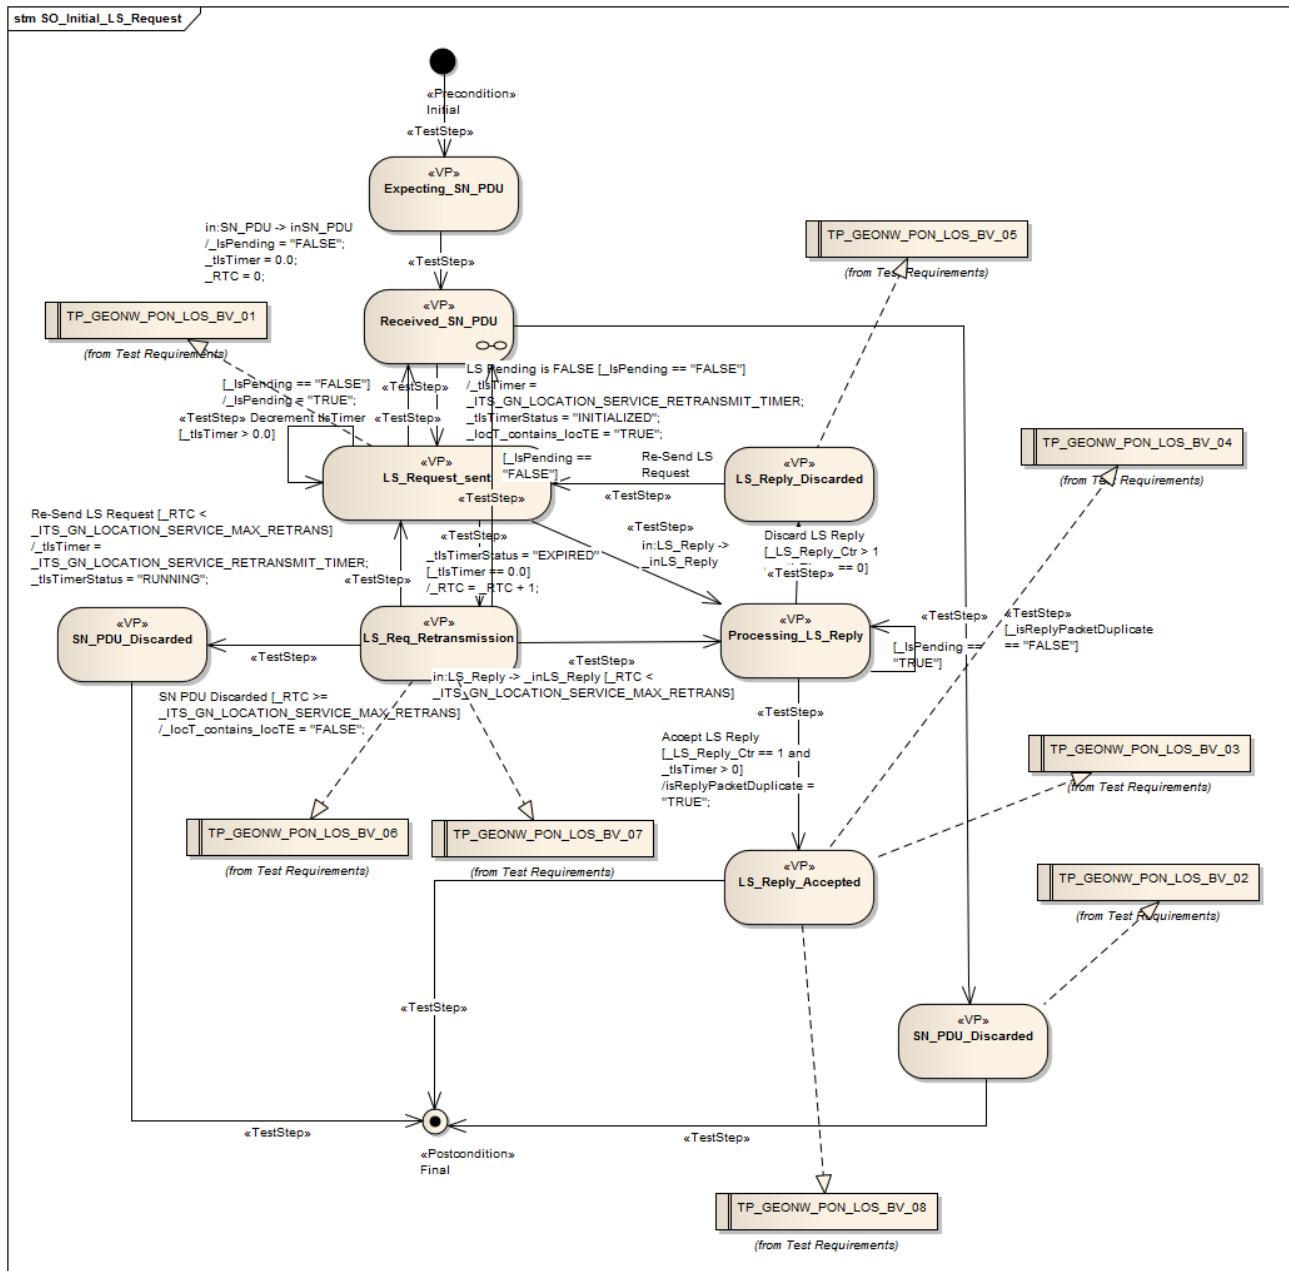 stm SO_Initial_LS_Request
«Precondition»
Initial
«TestStep»
«VP»
Expecting_SN_PDU
in:SN_PDU -> inSN_PDU
/_IsPending = "FALSE";
_tlsTimer = 0.0;
_RTC = 0;
«TestStep»
TP_GEONW_PON_LOS_BV_05
(from Test Requirements)
«VP»
Received_SN_PDU
TP_GEONW_PON_LOS_BV_01
(from Test Requirements)
[_IsPending == "FALSE"]
/_IsPending = "TRUE";
«TestStep»
«TestStep»
LS Pending is FALSE [_IsPending == "FALSE"]
/_tlsTimer =
_ITS_GN_LOCATION_SERVICE_RETRANSMIT_TIMER;
_tlsTimerStatus = "INITIALIZED";
_locT_contains_locTE = "TRUE";
«TestStep» Decrement tlsTimer
[_tlsTimer > 0.0]
TP_GEONW_PON_LOS_BV_04
(from Test Requirements)
«VP»
LS_Request_sent
[_IsPending ==
"FALSE"]
«TestStep»
Re-Send LS
Request
«TestStep»
«VP»
LS_Reply_Discarded
Re-Send LS Request [_RTC <
_ITS_GN_LOCATION_SERVICE_MAX_RETRANS]
/_tlsTimer =
_ITS_GN_LOCATION_SERVICE_RETRANSMIT_TIMER;
_tlsTimerStatus = "RUNNING";
«TestStep»
«TestStep»
_tlsTimerStatus = "EXPIRED"
[_tlsTimer == 0.0]
/_RTC = _RTC + 1;
«TestStep»
in:LS_Reply ->
_inLS_Reply
Discard LS Reply
[_LS_Reply_Ctr > 1
== 0]
«TestStep»
«VP»
SN_PDU_Discarded
«TestStep»
«VP»
LS_Req_Retransmission
«TestStep»
«VP»
Processing_LS_Reply
[_IsPending ==
"TRUE"]
«TestStep»
«TestStep»
[_isReplyPacketDuplicate
== "FALSE"]
in:LS_Reply -> _inLS_Reply [_RTC <
_ITS_GN_LOCATION_SERVICE_MAX_RETRANS]
SN PDU Discarded [_RTC >=
_ITS_GN_LOCATION_SERVICE_MAX_RETRANS]
/_locT_contains_locTE = "FALSE";
«TestStep»
Accept LS Reply
[_LS_Reply_Ctr == 1 and
_tlsTimer > 0]
/isReplyPacketDuplicate =
"TRUE";
TP_GEONW_PON_LOS_BV_03
(from Test Requirements)
TP_GEONW_PON_LOS_BV_06
(from Test Requirements)
TP_GEONW_PON_LOS_BV_07
(from Test Requirements)
«VP»
LS_Reply_Accepted
TP_GEONW_PON_LOS_BV_02
(from Test Requirements)
«TestStep»
«VP»
SN_PDU_Discarded
«TestStep»
«TestStep»
«Postcondition»
Final
TP_GEONW_PON_LOS_BV_08
(from Test Requirements)